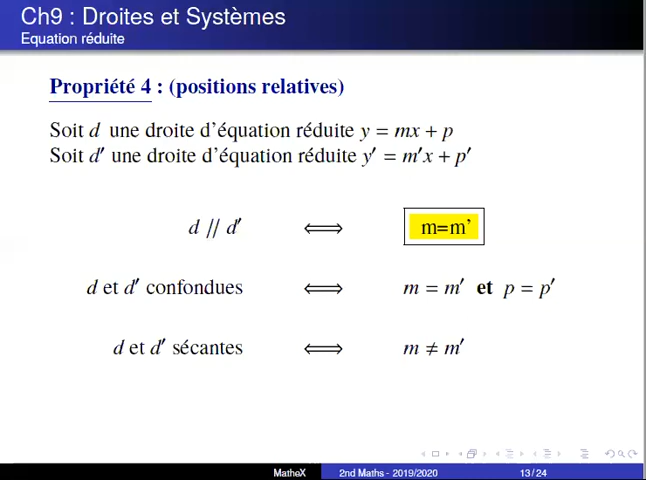 Ch9 : Droites et Systèmes
Equation réduite
Propriété 4 : (positions relatives)
Soit d une droite d'équation réduite y = mx + p
Soit d′ une droite d'équation réduite y′ = m′x + p′
d // d′ ⟺ m=m'
d et d′ confondues ⟺ m = m′ et p = p′
d et d′ sécantes ⟺ m ≠ m′
MatheX 2nd Maths - 2019/2020 13/24